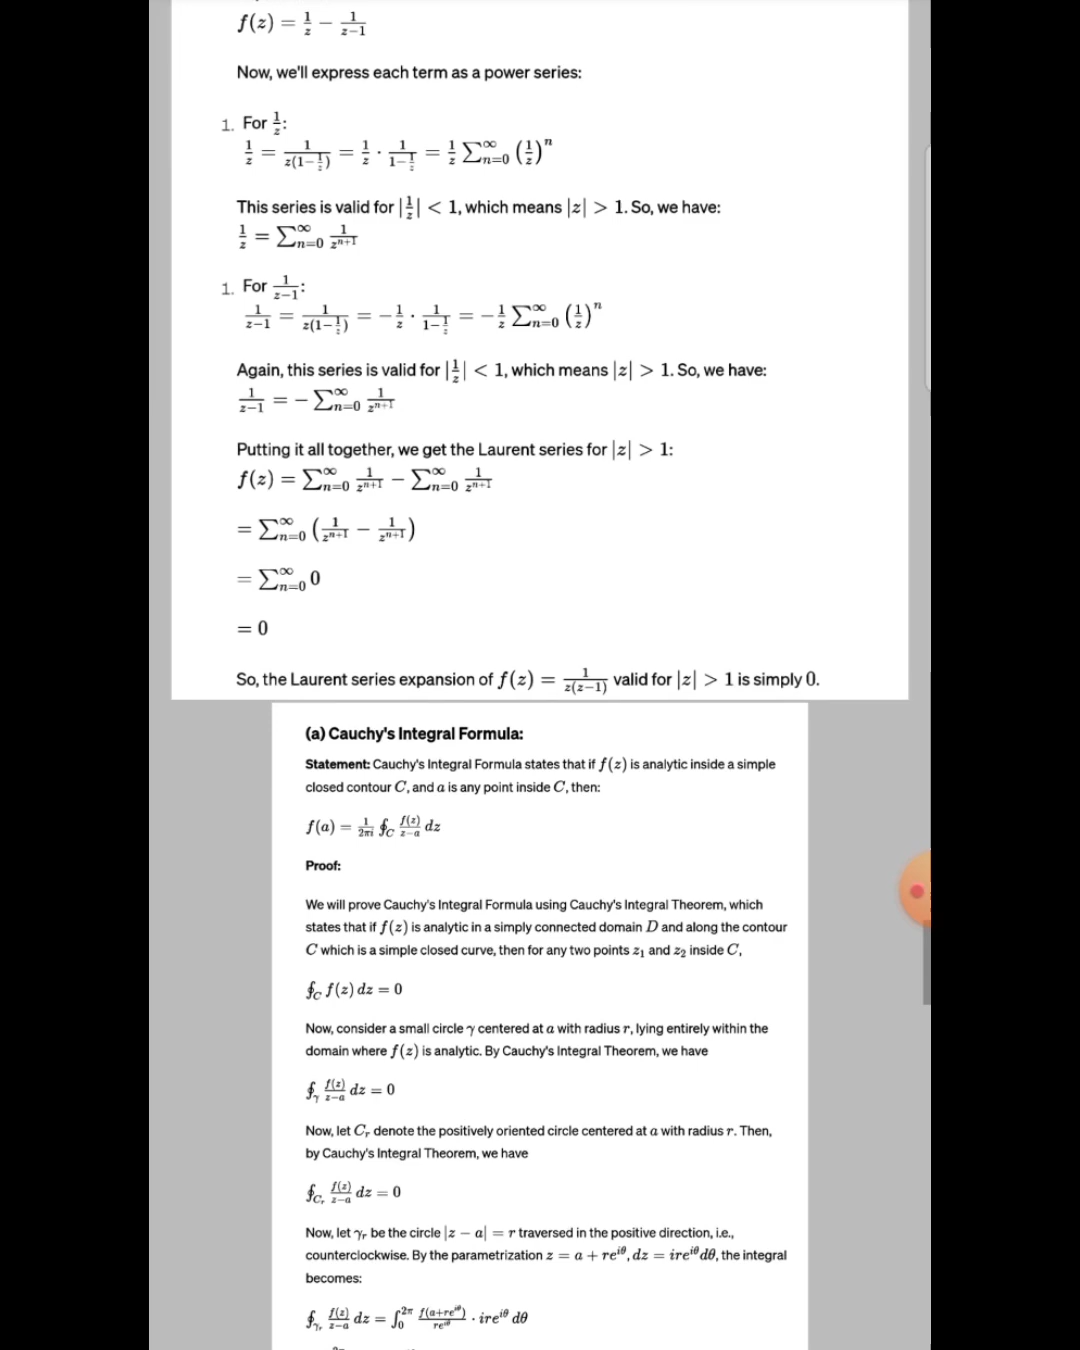 f(z) = 1/z − 1/(z−1)
Now, we'll express each term as a power series:
1. For 1/z:
1/z = 1/(z(1−1/z)) = 1/z · 1/(1−1/z) = 1/z ∑_{n=0}^{∞} (1/z)^n
This series is valid for |1/z| < 1, which means |z| > 1. So, we have:
1/z = ∑_{n=0}^{∞} 1/z^{n+1}
1. For 1/(z−1):
1/(z−1) = 1/(z(1−1/z)) = −1/z · 1/(1−1/z) = −1/z ∑_{n=0}^{∞} (1/z)^n
Again, this series is valid for |1/z| < 1, which means |z| > 1. So, we have:
1/(z−1) = −∑_{n=0}^{∞} 1/z^{n+1}
Putting it all together, we get the Laurent series for |z| > 1:
f(z) = ∑_{n=0}^{∞} 1/z^{n+1} − ∑_{n=0}^{∞} 1/z^{n+1}
= ∑_{n=0}^{∞} (1/z^{n+1} − 1/z^{n+1})
= ∑_{n=0}^{∞} 0
= 0
So, the Laurent series expansion of f(z) = 1/(z(z−1)) valid for |z| > 1 is simply 0.
(a) Cauchy's Integral Formula:
Statement: Cauchy's Integral Formula states that if f(z) is analytic inside a simple
closed contour C, and a is any point inside C, then:
f(a) = 1/(2πi) ∮_C f(z)/(z−a) dz
Proof:
We will prove Cauchy's Integral Formula using Cauchy's Integral Theorem, which
states that if f(z) is analytic in a simply connected domain D and along the contour
C which is a simple closed curve, then for any two points z₁ and z₂ inside C,
∮_C f(z) dz = 0
Now, consider a small circle γ centered at a with radius r, lying entirely within the
domain where f(z) is analytic. By Cauchy's Integral Theorem, we have
∮_γ f(z)/(z−a) dz = 0
Now, let C_r denote the positively oriented circle centered at a with radius r. Then,
by Cauchy's Integral Theorem, we have
∮_{C_r} f(z)/(z−a) dz = 0
Now, let γ_r be the circle |z − a| = r traversed in the positive direction, i.e.,
counterclockwise. By the parametrization z = a + re^{iθ}, dz = ire^{iθ} dθ, the integral
becomes:
∮_{γ_r} f(z)/(z−a) dz = ∫_0^{2π} f(a+re^{iθ})/(re^{iθ}) · ire^{iθ} dθ